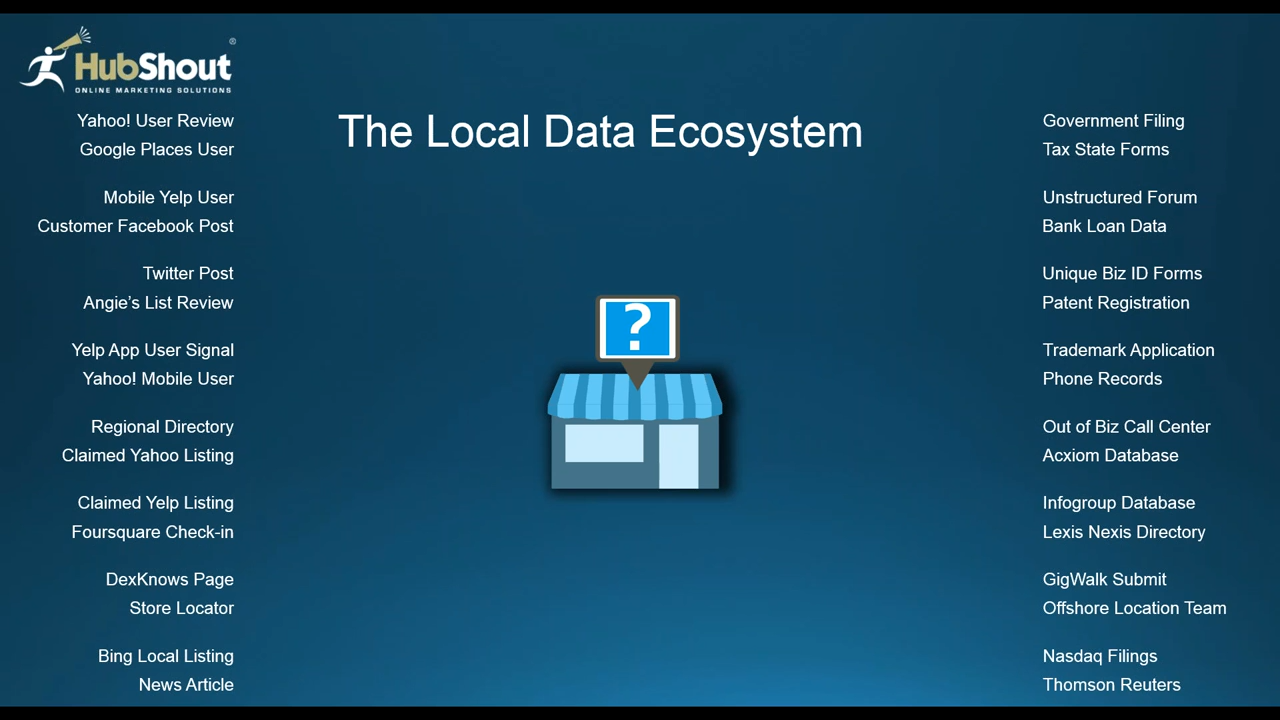 HubShout®
ONLINE MARKETING SOLUTIONS
The Local Data Ecosystem
Yahoo! User Review
Google Places User
Mobile Yelp User
Customer Facebook Post
Twitter Post
Angie’s List Review
Yelp App User Signal
Yahoo! Mobile User
Regional Directory
Claimed Yahoo Listing
Claimed Yelp Listing
Foursquare Check-in
DexKnows Page
Store Locator
Bing Local Listing
News Article
?
Government Filing
Tax State Forms
Unstructured Forum
Bank Loan Data
Unique Biz ID Forms
Patent Registration
Trademark Application
Phone Records
Out of Biz Call Center
Acxiom Database
Infogroup Database
Lexis Nexis Directory
GigWalk Submit
Offshore Location Team
Nasdaq Filings
Thomson Reuters